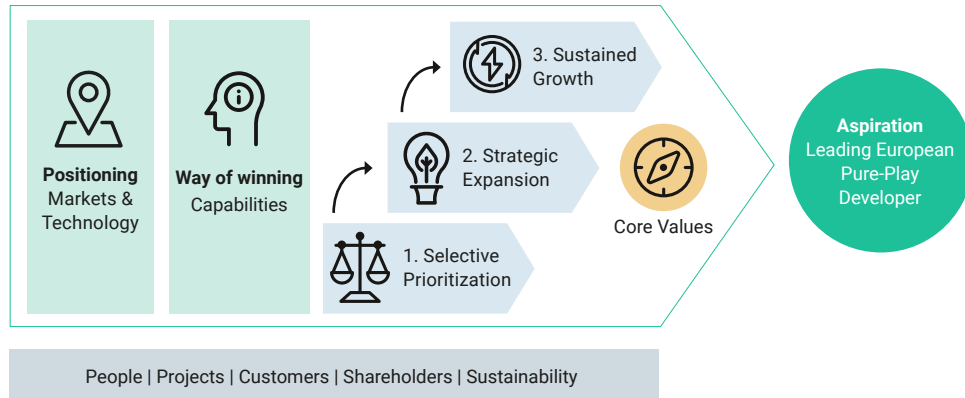 Positioning
Markets &
Technology
Way of winning
Capabilities
1. Selective
Prioritization
2. Strategic
Expansion
3. Sustained
Growth
Core Values
Aspiration
Leading European
Pure-Play
Developer
People | Projects | Customers | Shareholders | Sustainability